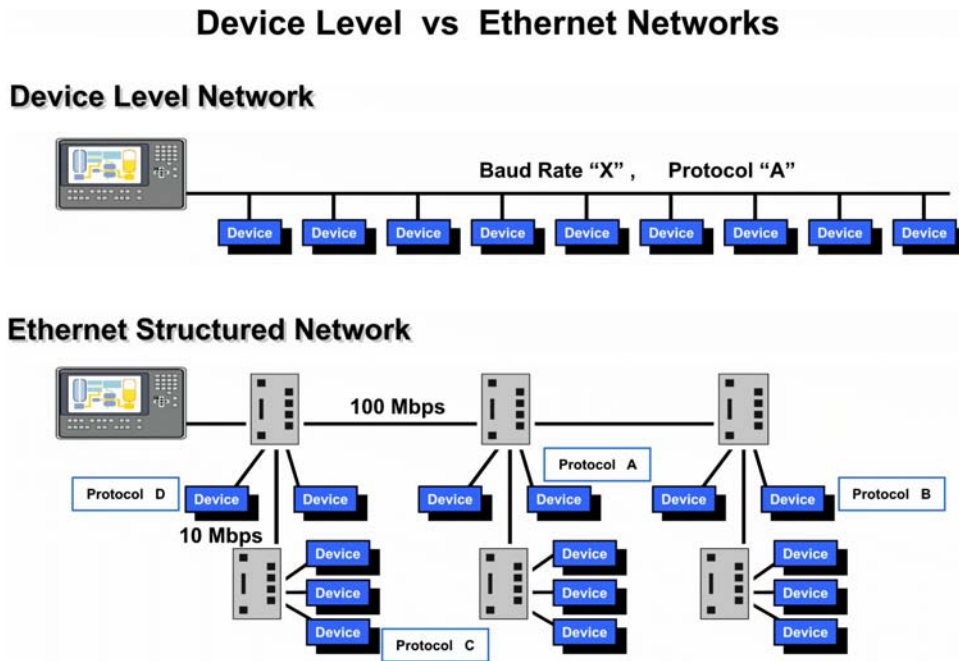 Device Level vs Ethernet Networks
Device Level Network
Baud Rate “X” , Protocol “A”
Device Device Device Device Device Device Device Device Device
Ethernet Structured Network
100 Mbps
Protocol A
Protocol D Device Device Device Device Device Device Protocol B
10 Mbps
Device Device Device
Device Device Device
Device Device Device
Protocol C